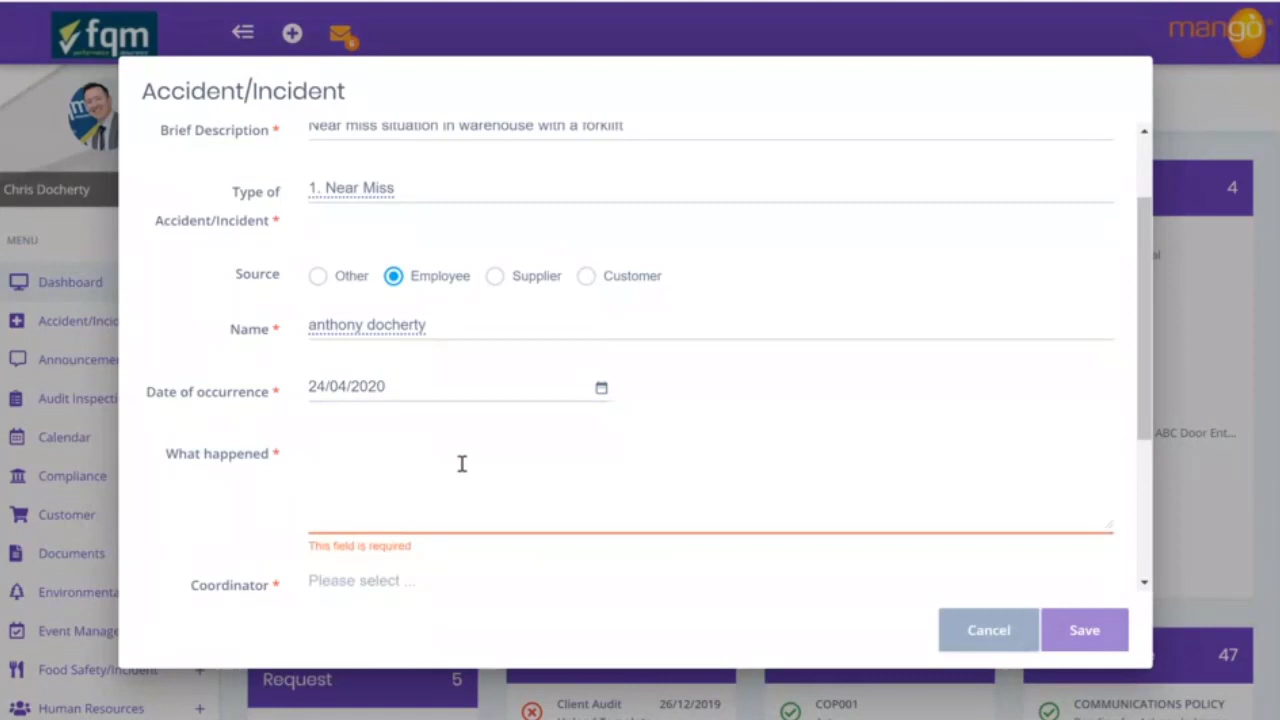 fqm
6
mango
Accident/Incident
Brief Description *
Near miss situation in warehouse with a forklift
Type of
Accident/Incident *
1. Near Miss
Source
Other
Employee
Supplier
Customer
Name *
anthony docherty
Date of occurrence *
24/04/2020
What happened *
This field is required
Coordinator *
Please select ...
Cancel
Save
Chris Docherty
MENU
Dashboard
Accident/Incid
Announcemen
Audit Inspecti
Calendar
Compliance
Customer
Documents
Environmenta
Event Manage
Food Safety/Incident +
Human Resources +
4
al
ABC Door Ent...
47
Request 5
Client Audit 26/12/2019
COP001
COMMUNICATIONS POLICY